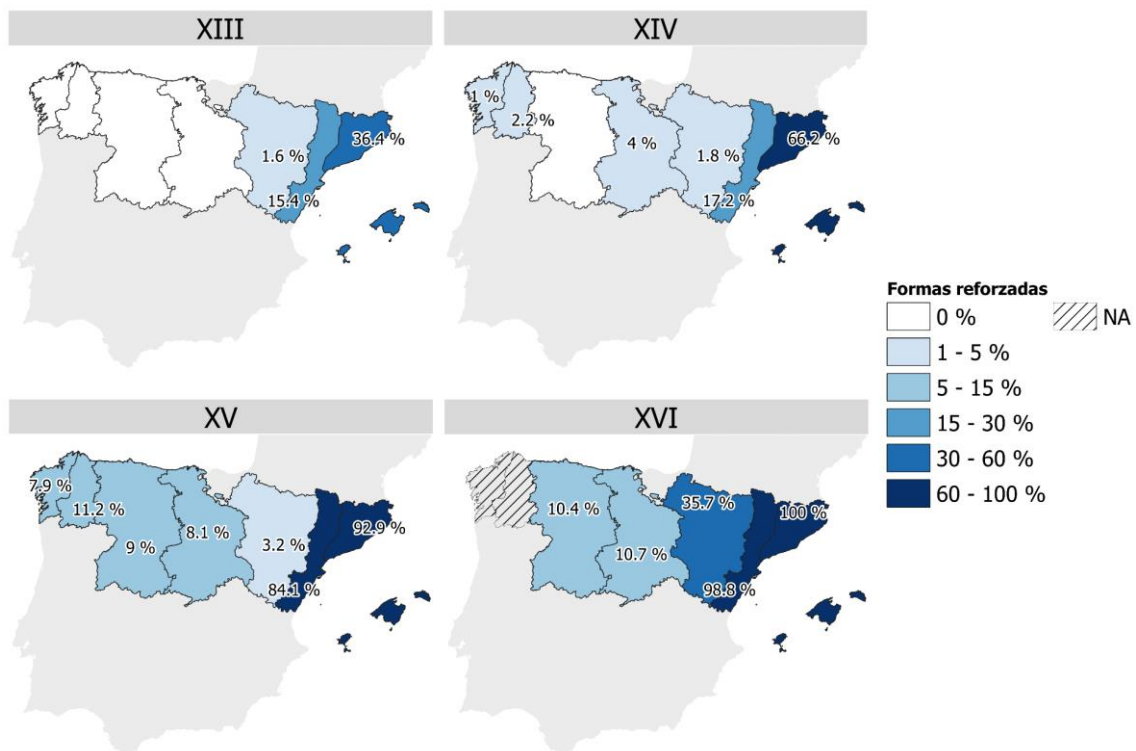 XIII
1.6 %
36.4 %
15.4 %
XIV
1 %
2.2 %
4 %
1.8 %
66.2 %
17.2 %
Formas reforzadas
0 %
NA
1 - 5 %
5 - 15 %
15 - 30 %
30 - 60 %
60 - 100 %
XV
7.9 %
11.2 %
9 %
8.1 %
3.2 %
92.9 %
84.1 %
XVI
10.4 %
10.7 %
35.7 %
100 %
98.8 %